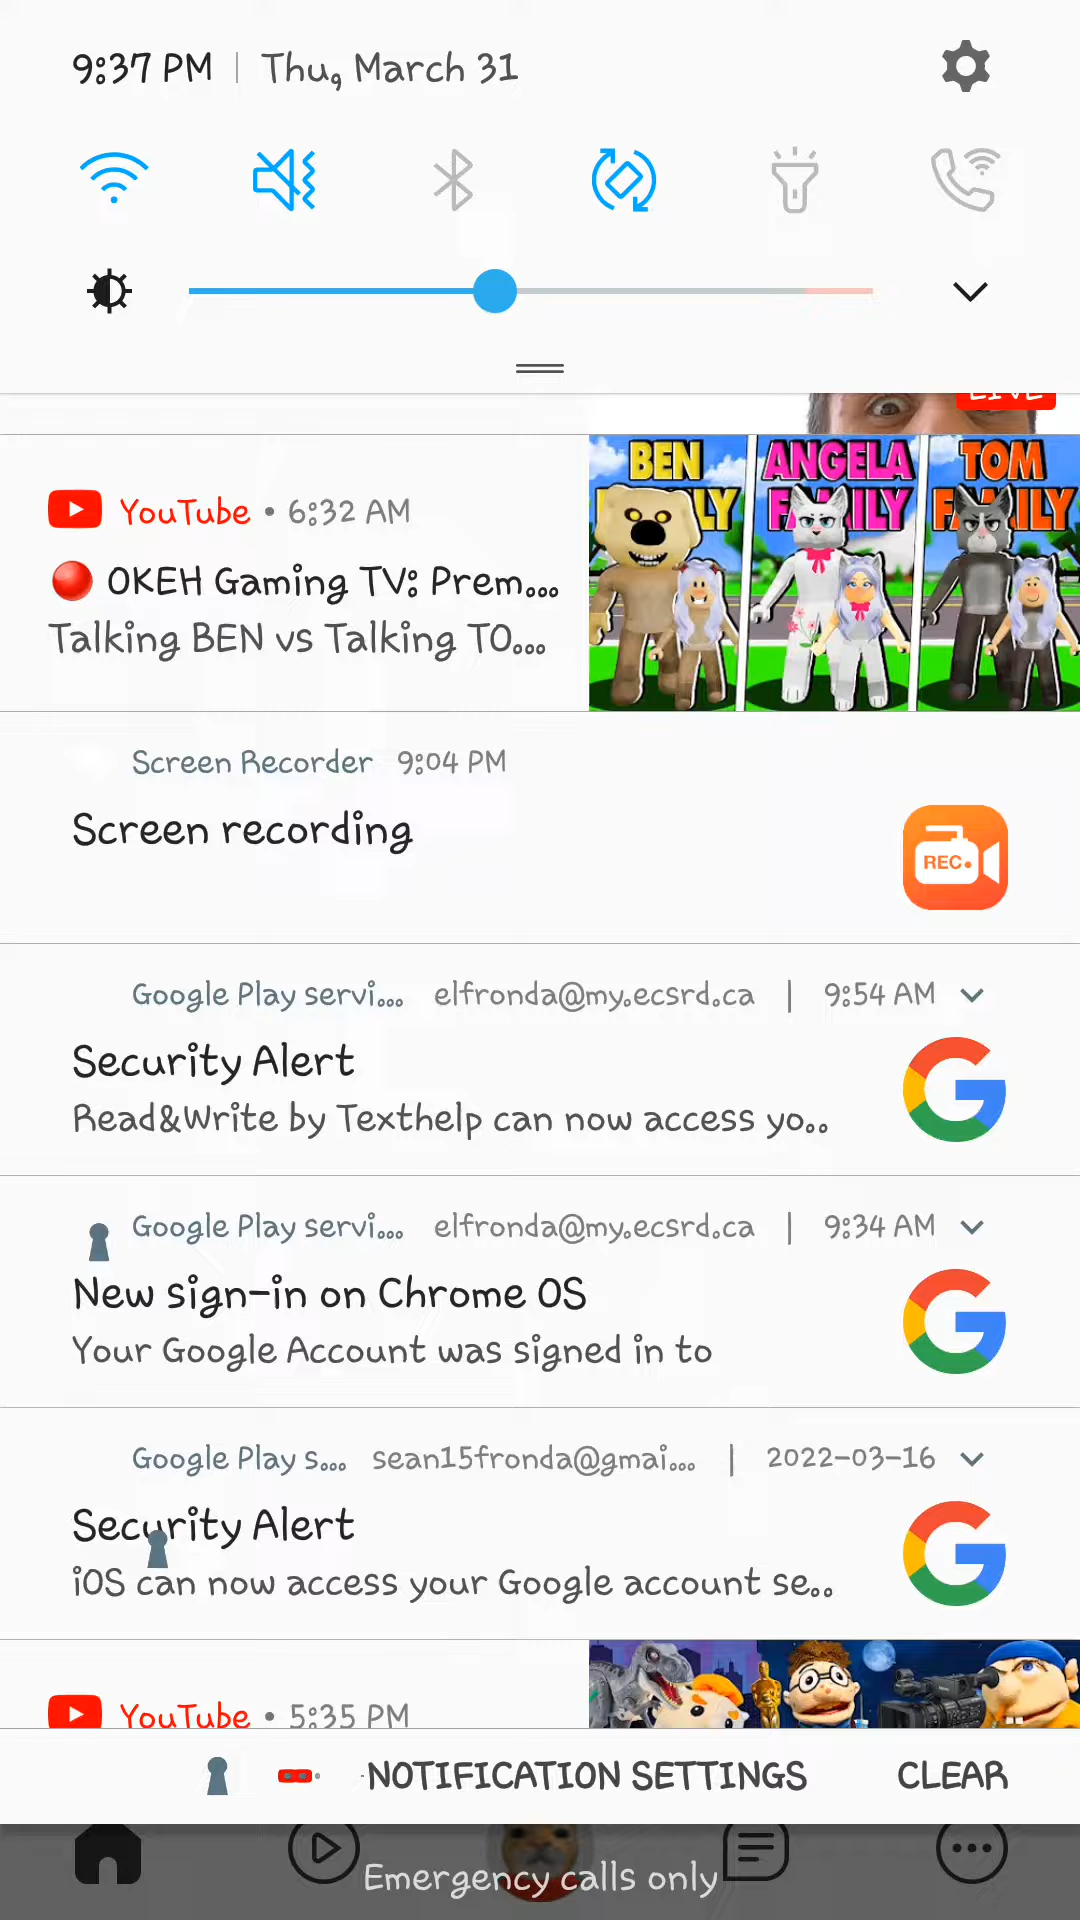 9:37 PM | Thu, March 31
LIVE
YouTube • 6:32 AM
OKEH Gaming TV: Prem...
Talking BEN vs Talking TO...
BEN FAMILY
ANGELA FAMILY
TOM FAMILY
Screen Recorder 9:04 PM
Screen recording
REC
Google Play servi... elfronda@my.ecsrd.ca | 9:54 AM
Security Alert
Read&Write by Texthelp can now access yo..
Google Play servi... elfronda@my.ecsrd.ca | 9:34 AM
New sign-in on Chrome OS
Your Google Account was signed in to
Google Play s... sean15fronda@gmai... | 2022-03-16
Security Alert
iOS can now access your Google account se..
YouTube • 5:35 PM
NOTIFICATION SETTINGS CLEAR
Emergency calls only